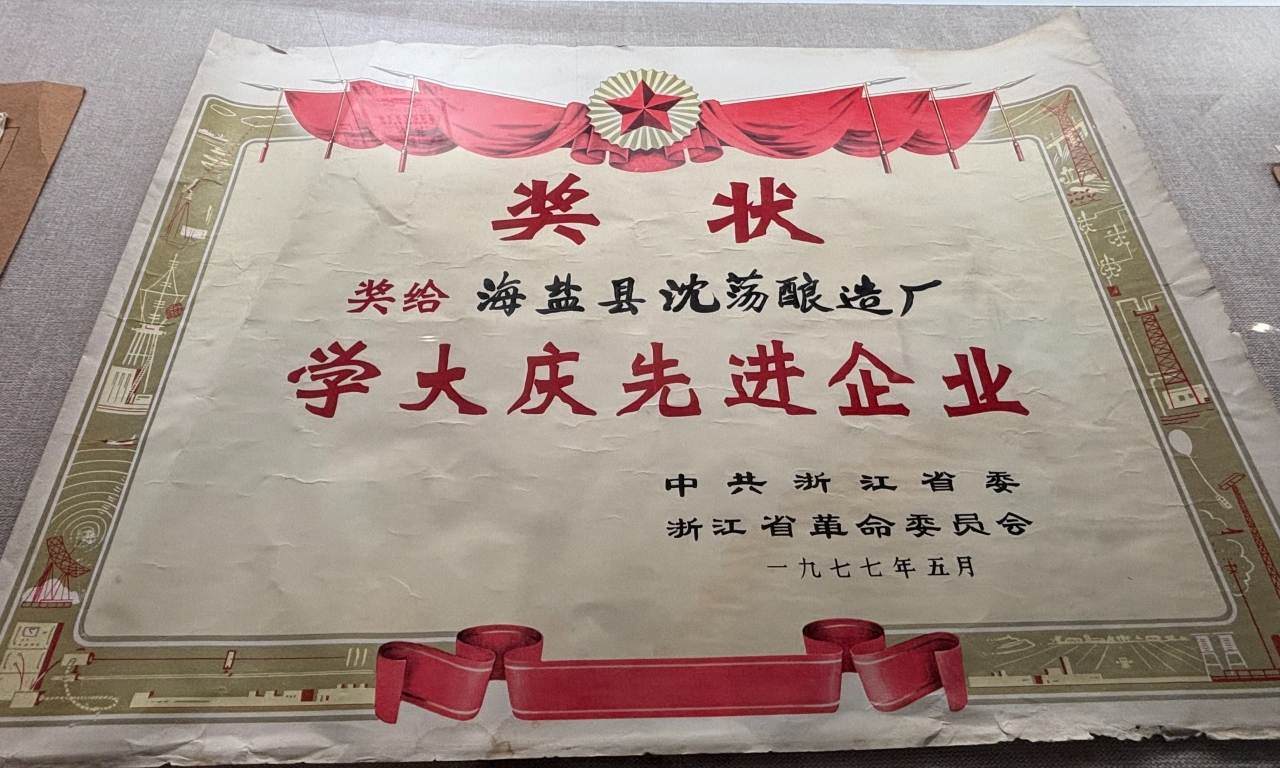 奖状
奖给 海盐县沈荡酿造厂
学大庆先进企业
中共浙江省委
浙江省革命委员会
一九七七年五月